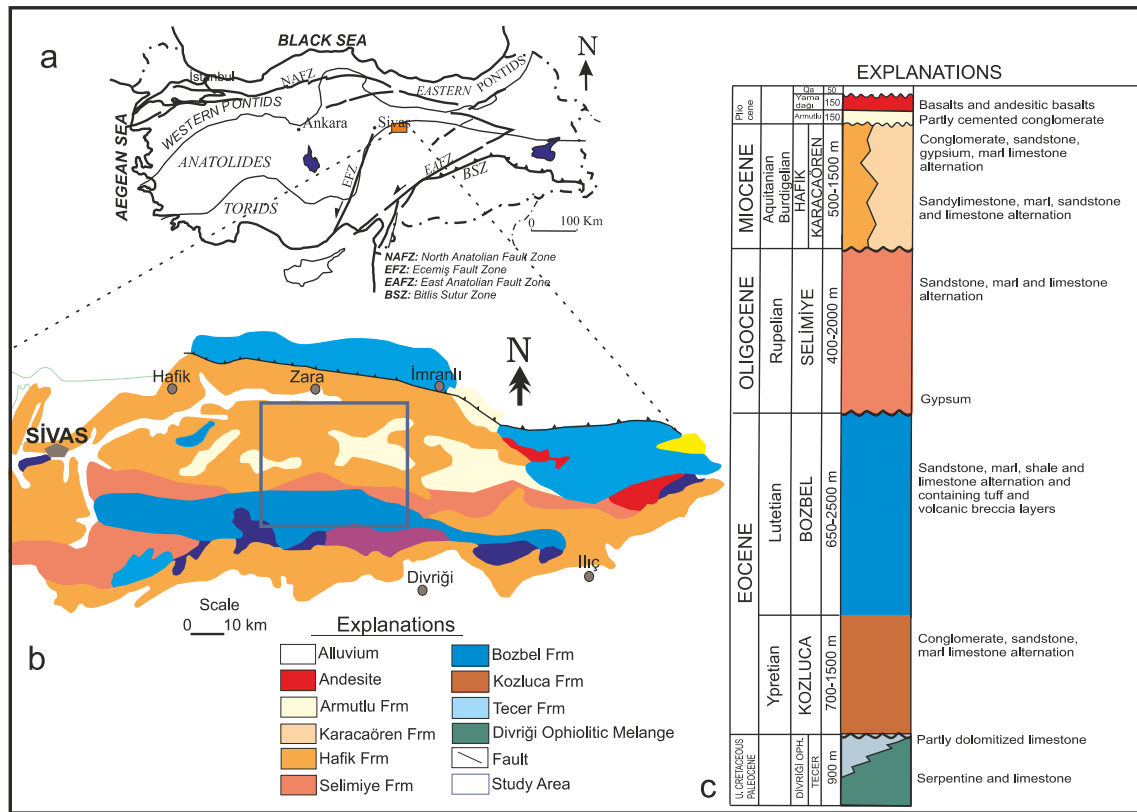 a
BLACK SEA
N
İstanbul
NAFZ
EASTERN
PONTIDS
WESTERN PONTIDS
Ankara
Sivas
AEGEAN SEA
ANATOLIDES
EFZ
EAFZ
BSZ
TORIDS
0 100 Km
NAFZ: North Anatolian Fault Zone
EFZ: Ecemiş Fault Zone
EAFZ: East Anatolian Fault Zone
BSZ: Bitlis Sutur Zone
N
Hafik
Zara
İmranlı
SİVAS
Divriği
Ilıç
Scale
0 10 km
b
Explanations
Alluvium
Andesite
Armutlu Frm
Karacaören Frm
Hafik Frm
Selimiye Frm
Bozbel Frm
Kozluca Frm
Tecer Frm
Divriği Ophiolitic Melange
Fault
Study Area
EXPLANATIONS
Plio
cene
Qa
50
Yama
dağı
150
Armutlu
150
Basalts and andesitic basalts
Partly cemented conglomerate
MIOCENE
Aquitanian
Burdigelian
HAFİK
KARACAÖREN
500-1500 m
Conglomerate, sandstone,
gypsium, marl limestone
alternation
Sandylimestone, marl, sandstone
and limestone alternation
OLIGOCENE
Rupelian
SELİMİYE
400-2000 m
Sandstone, marl and limestone
alternation
Gypsum
EOCENE
Lutetian
BOZBEL
650-2500 m
Sandstone, marl, shale and
limestone alternation and
containing tuff and
volcanic breccia layers
Ypretian
KOZLUCA
700-1500 m
Conglomerate, sandstone,
marl limestone alternation
U. CRETACEOUS
PALEOCENE
DİVRİĞİ OPH.
TECER
900 m
Partly dolomitized limestone
Serpentine and limestone
c